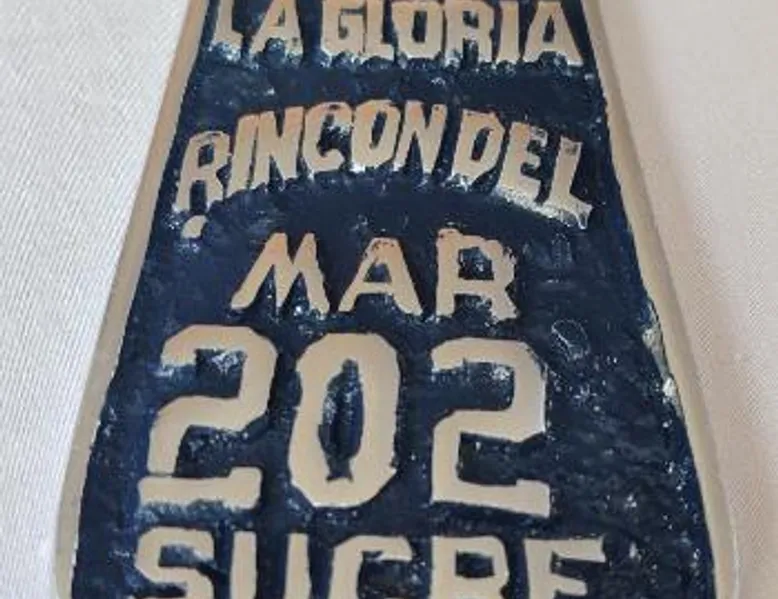 LA GLORIA
RINCON DEL
MAR
202
SUCRE